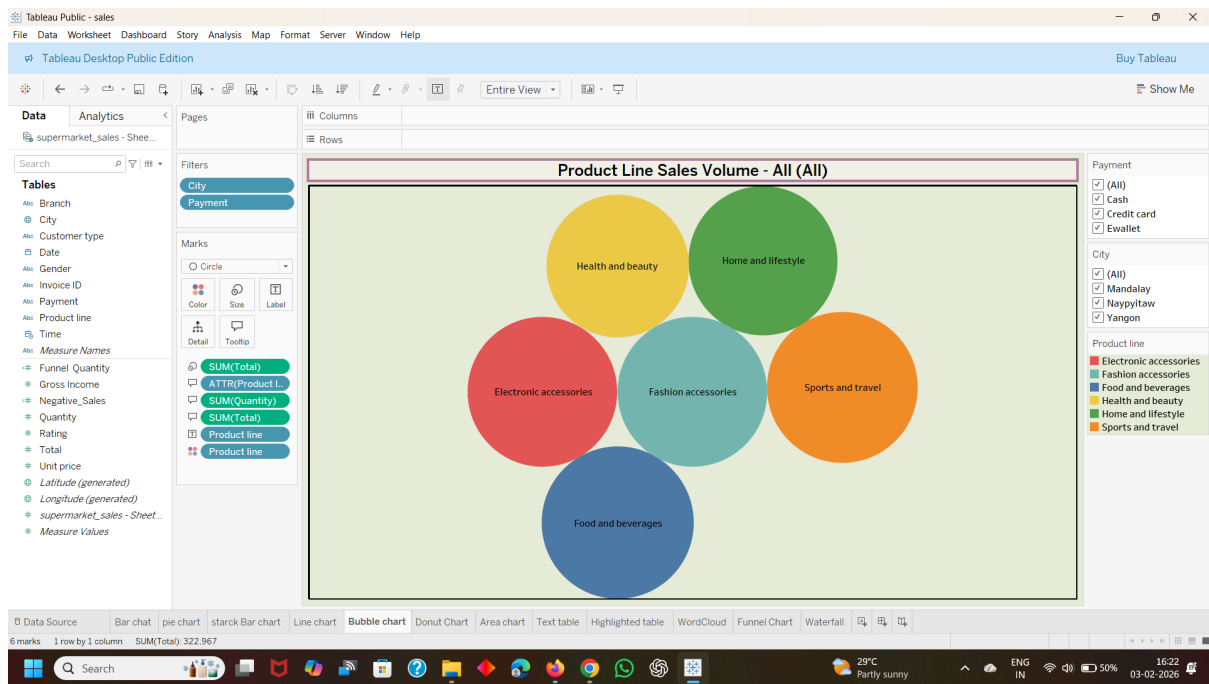 Tableau Public - sales
File Data Worksheet Dashboard Story Analysis Map Format Server Window Help
Tableau Desktop Public Edition
Buy Tableau
Entire View
Show Me
Data
Analytics
supermarket_sales - Shee...
Search
Tables
Abc Branch
City
Abc Customer type
Date
Abc Gender
Abc Invoice ID
Abc Payment
Abc Product line
Time
Abc Measure Names
Funnel Quantity
Gross Income
Negative_Sales
Quantity
Rating
Total
Unit price
Latitude (generated)
Longitude (generated)
supermarket_sales - Sheet...
Measure Values
Pages
Filters
City
Payment
Marks
Circle
Color
Size
Label
Detail
Tooltip
SUM(Total)
ATTR(Product l..
SUM(Quantity)
SUM(Total)
Product line
Product line
Columns
Rows
Product Line Sales Volume - All (All)
Health and beauty
Home and lifestyle
Electronic accessories
Fashion accessories
Sports and travel
Food and beverages
Payment
(All)
Cash
Credit card
Ewallet
City
(All)
Mandalay
Naypyitaw
Yangon
Product line
Electronic accessories
Fashion accessories
Food and beverages
Health and beauty
Home and lifestyle
Sports and travel
Data Source
Bar chat
pie chart
starck Bar chart
Line chart
Bubble chart
Donut Chart
Area chart
Text table
Highlighted table
WordCloud
Funnel Chart
Waterfall
6 marks 1 row by 1 column SUM(Total): 322.967
Search
29°C
Partly sunny
ENG
IN
50%
16:22
03-02-2026